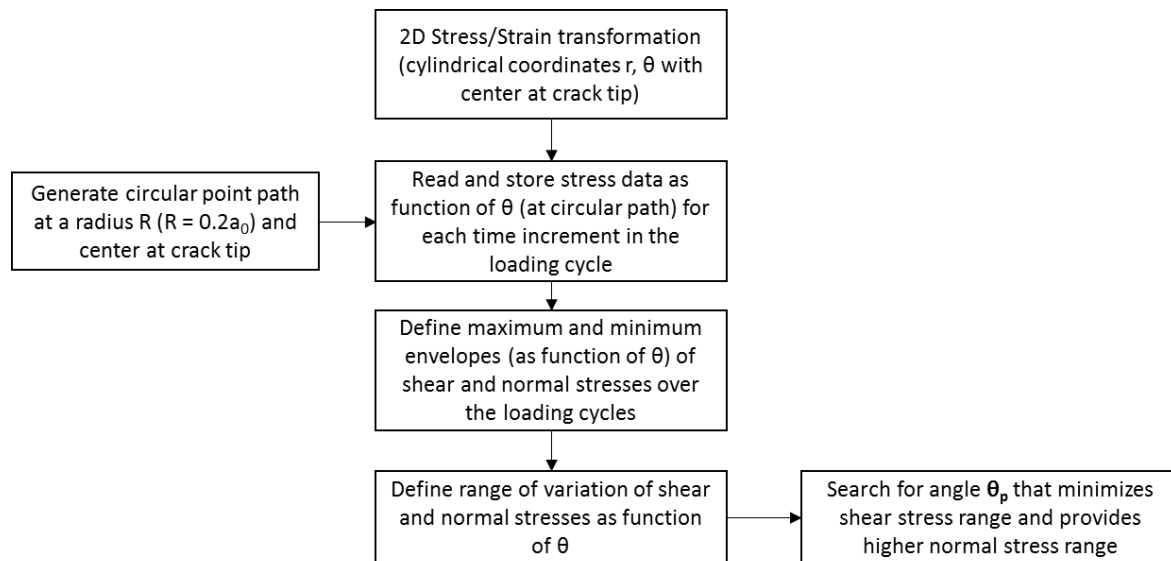 2D Stress/Strain transformation
(cylindrical coordinates r, θ with
center at crack tip)
Generate circular point path
at a radius R (R = 0.2a₀) and
center at crack tip
Read and store stress data as
function of θ (at circular path) for
each time increment in the
loading cycle
Define maximum and minimum
envelopes (as function of θ) of
shear and normal stresses over
the loading cycles
Define range of variation of shear
and normal stresses as function
of θ
Search for angle θₚ that minimizes
shear stress range and provides
higher normal stress range